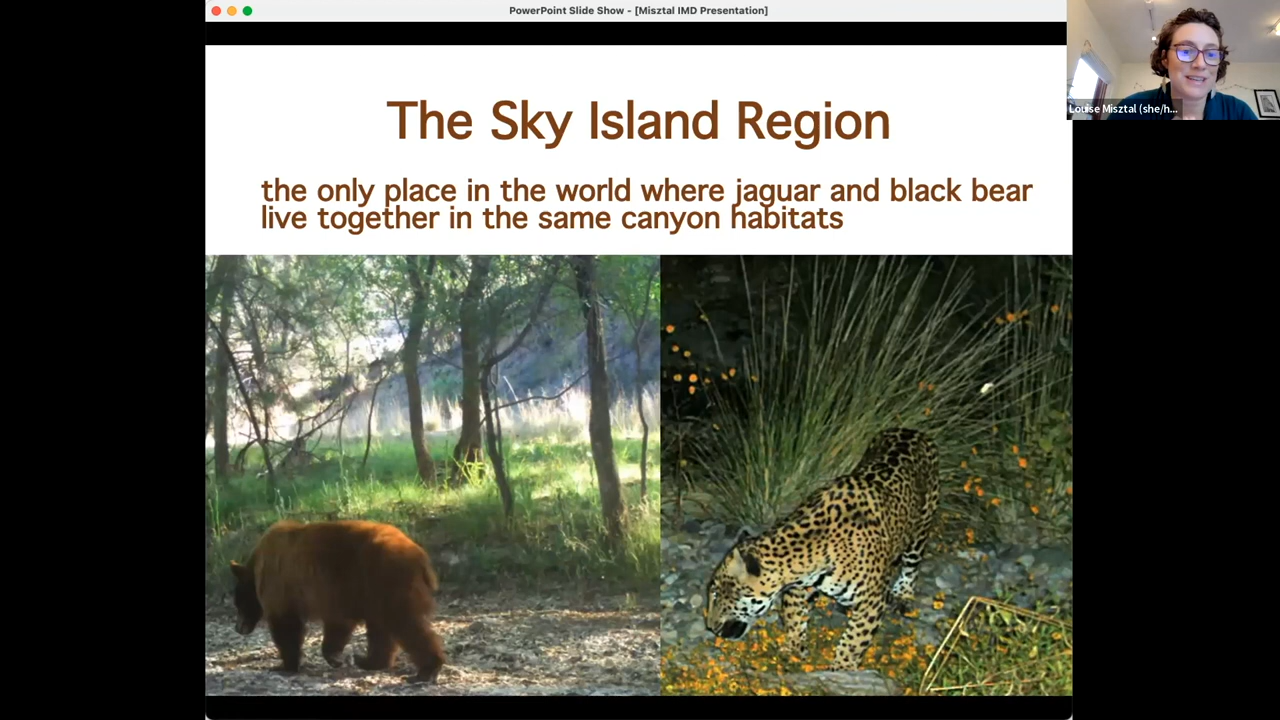 PowerPoint Slide Show - [Misztal IMD Presentation]
Louise Misztal (she/h...
The Sky Island Region
the only place in the world where jaguar and black bear
live together in the same canyon habitats